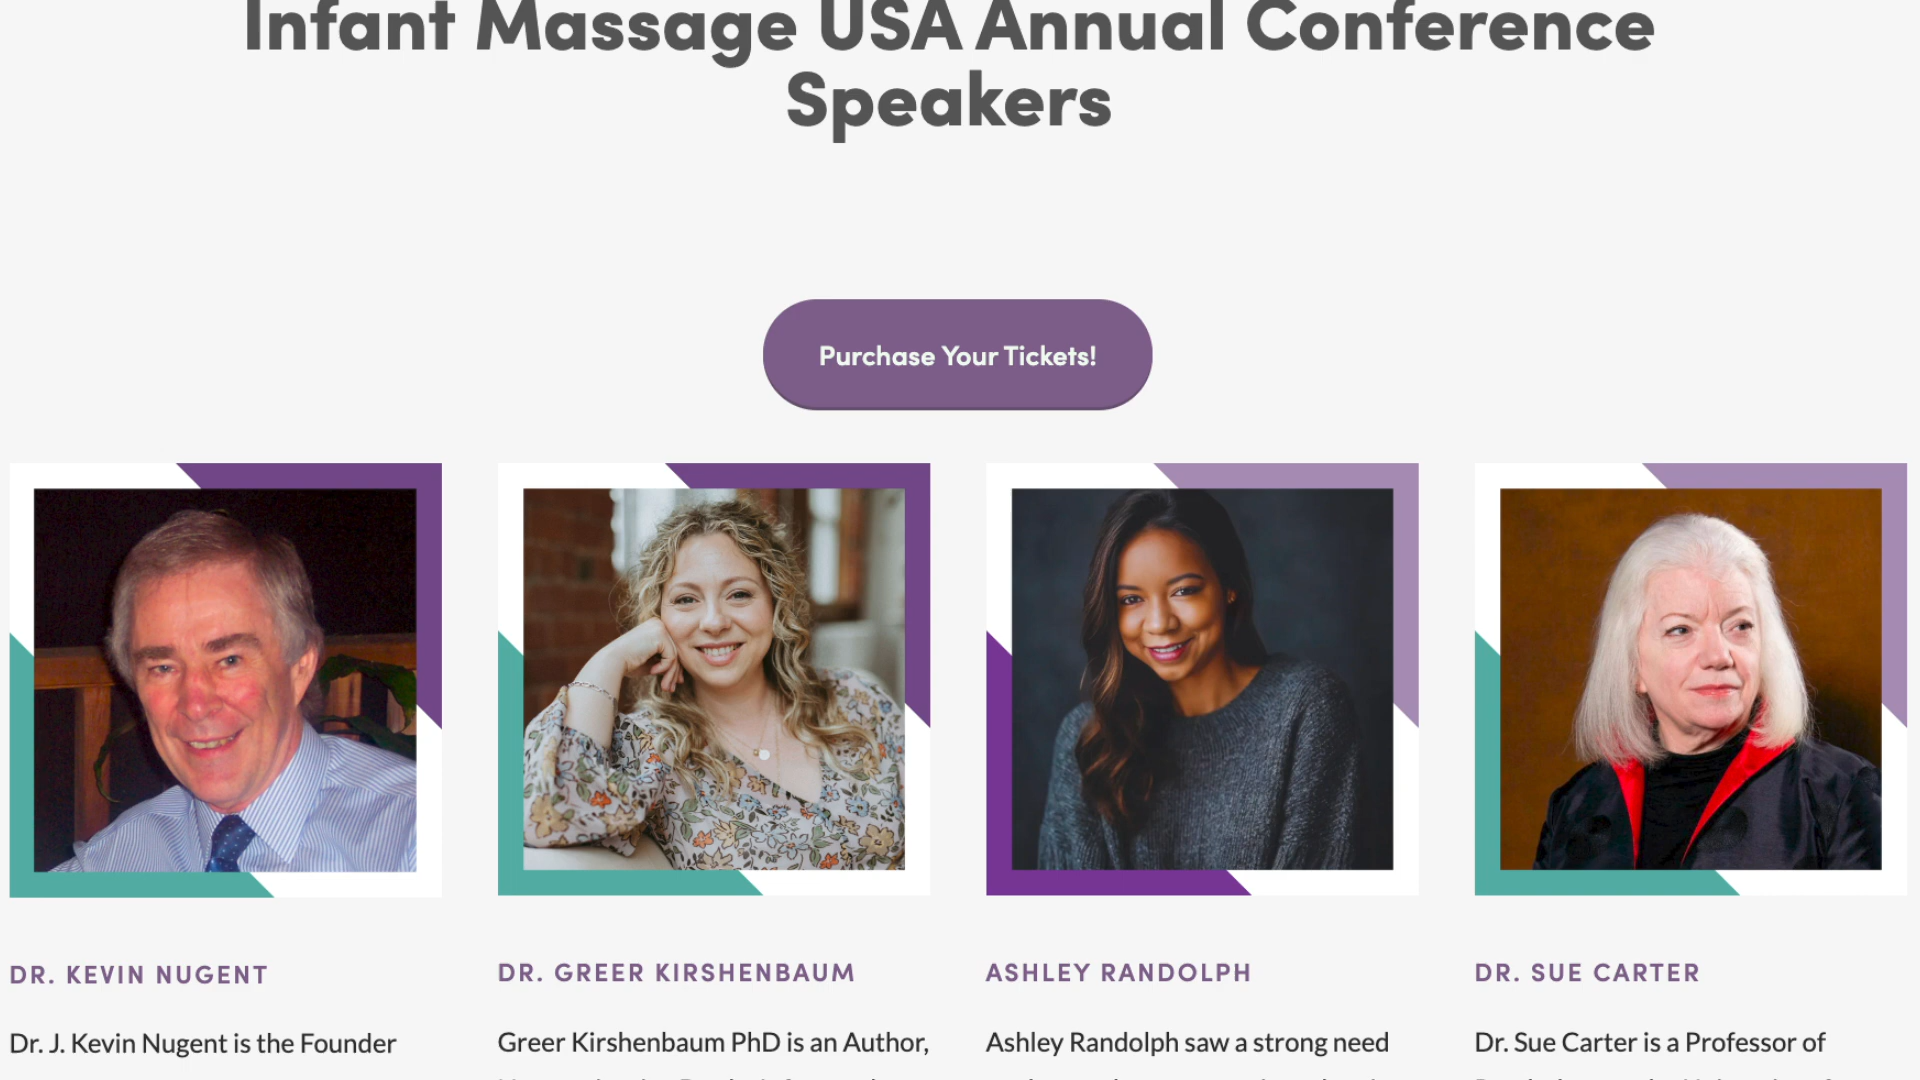 Infant Massage USA Annual Conference
Speakers
Purchase Your Tickets!
DR. KEVIN NUGENT
Dr. J. Kevin Nugent is the Founder
DR. GREER KIRSHENBAUM
Greer Kirshenbaum PhD is an Author,
ASHLEY RANDOLPH
Ashley Randolph saw a strong need
DR. SUE CARTER
Dr. Sue Carter is a Professor of